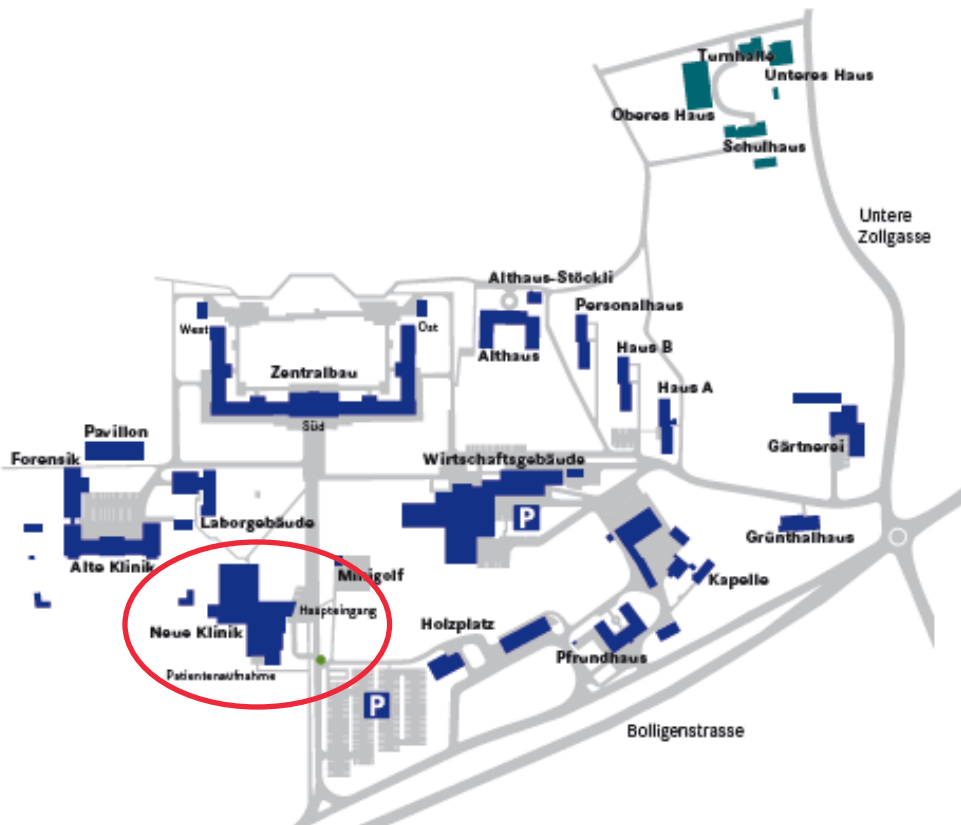 Turnhalle
Unteres Haus
Oberes Haus
Schulhaus
Untere
Zollgasse
Althaus-Stöckli
Personalhaus
West
Ost
Althaus
Haus B
Zentralbau
Haus A
Süd
Pavillon
Gärtnerei
Forensik
Wirtschaftsgebäude
P
Laborgebäude
Grünthalhaus
Alte Klinik
Minigolf
Kapelle
Haupteingang
Neue Klinik
Holzplatz
Pfrundhaus
Patientenaufnahme
P
Bolligenstrasse